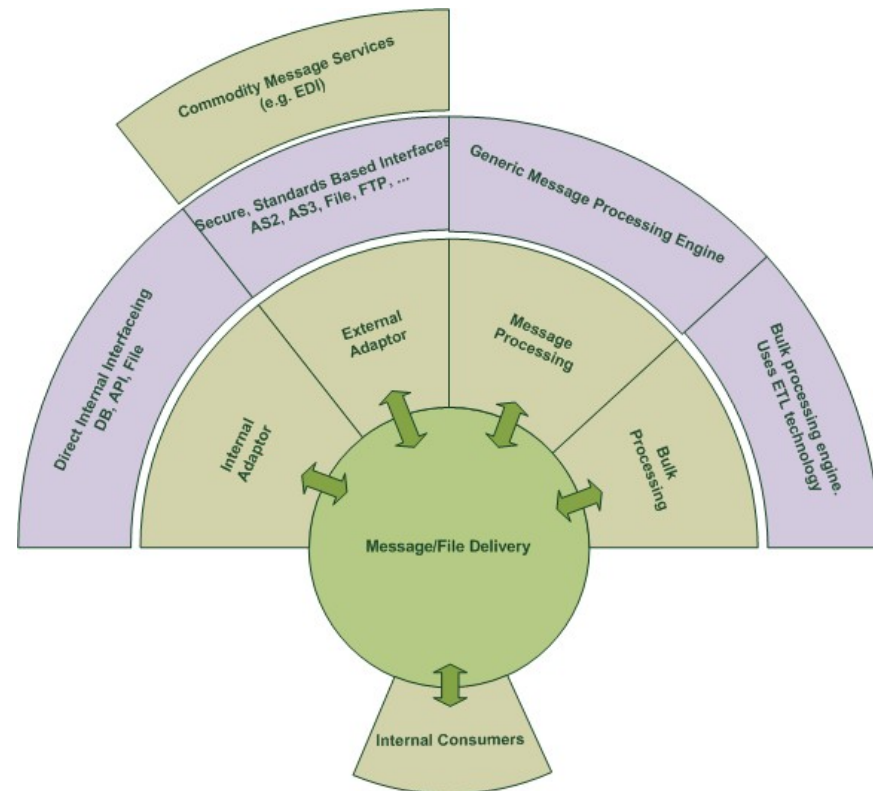 Commodity Message Services
(e.g. EDI)
Secure, Standards Based Interfaces
AS2, AS3, File, FTP, ...
Generic Message Processing Engine
Direct Internal Interfaceing
DB, API, File
External
Adaptor
Message
Processing
Bulk processing engine.
Uses ETL technology
Internal
Adaptor
Bulk
Processing
Message/File Delivery
Internal Consumers